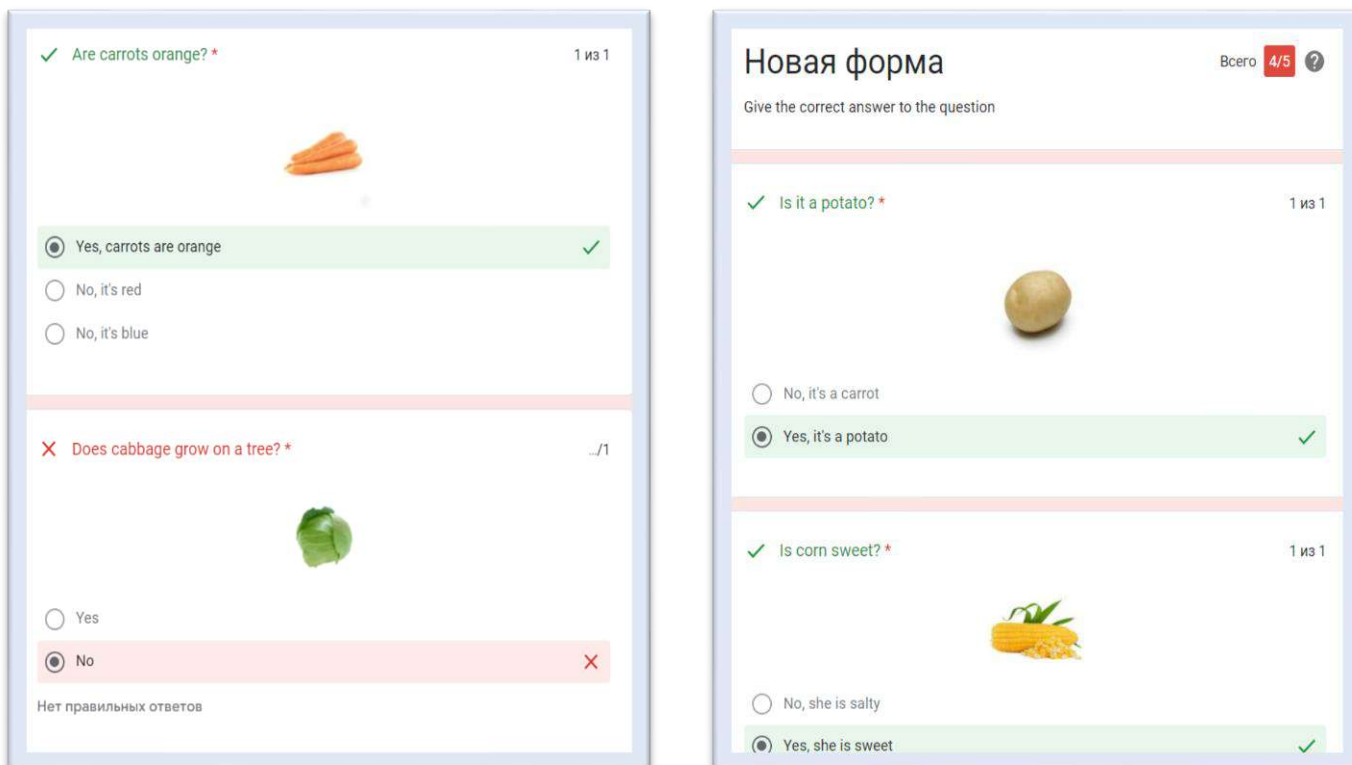 Are carrots orange? * 1 из 1
Yes, carrots are orange
No, it's red
No, it's blue
Does cabbage grow on a tree? * .../1
Yes
No
Нет правильных ответов
Новая форма Всего 4/5
Give the correct answer to the question
Is it a potato? * 1 из 1
No, it's a carrot
Yes, it's a potato
Is corn sweet? * 1 из 1
No, she is salty
Yes, she is sweet